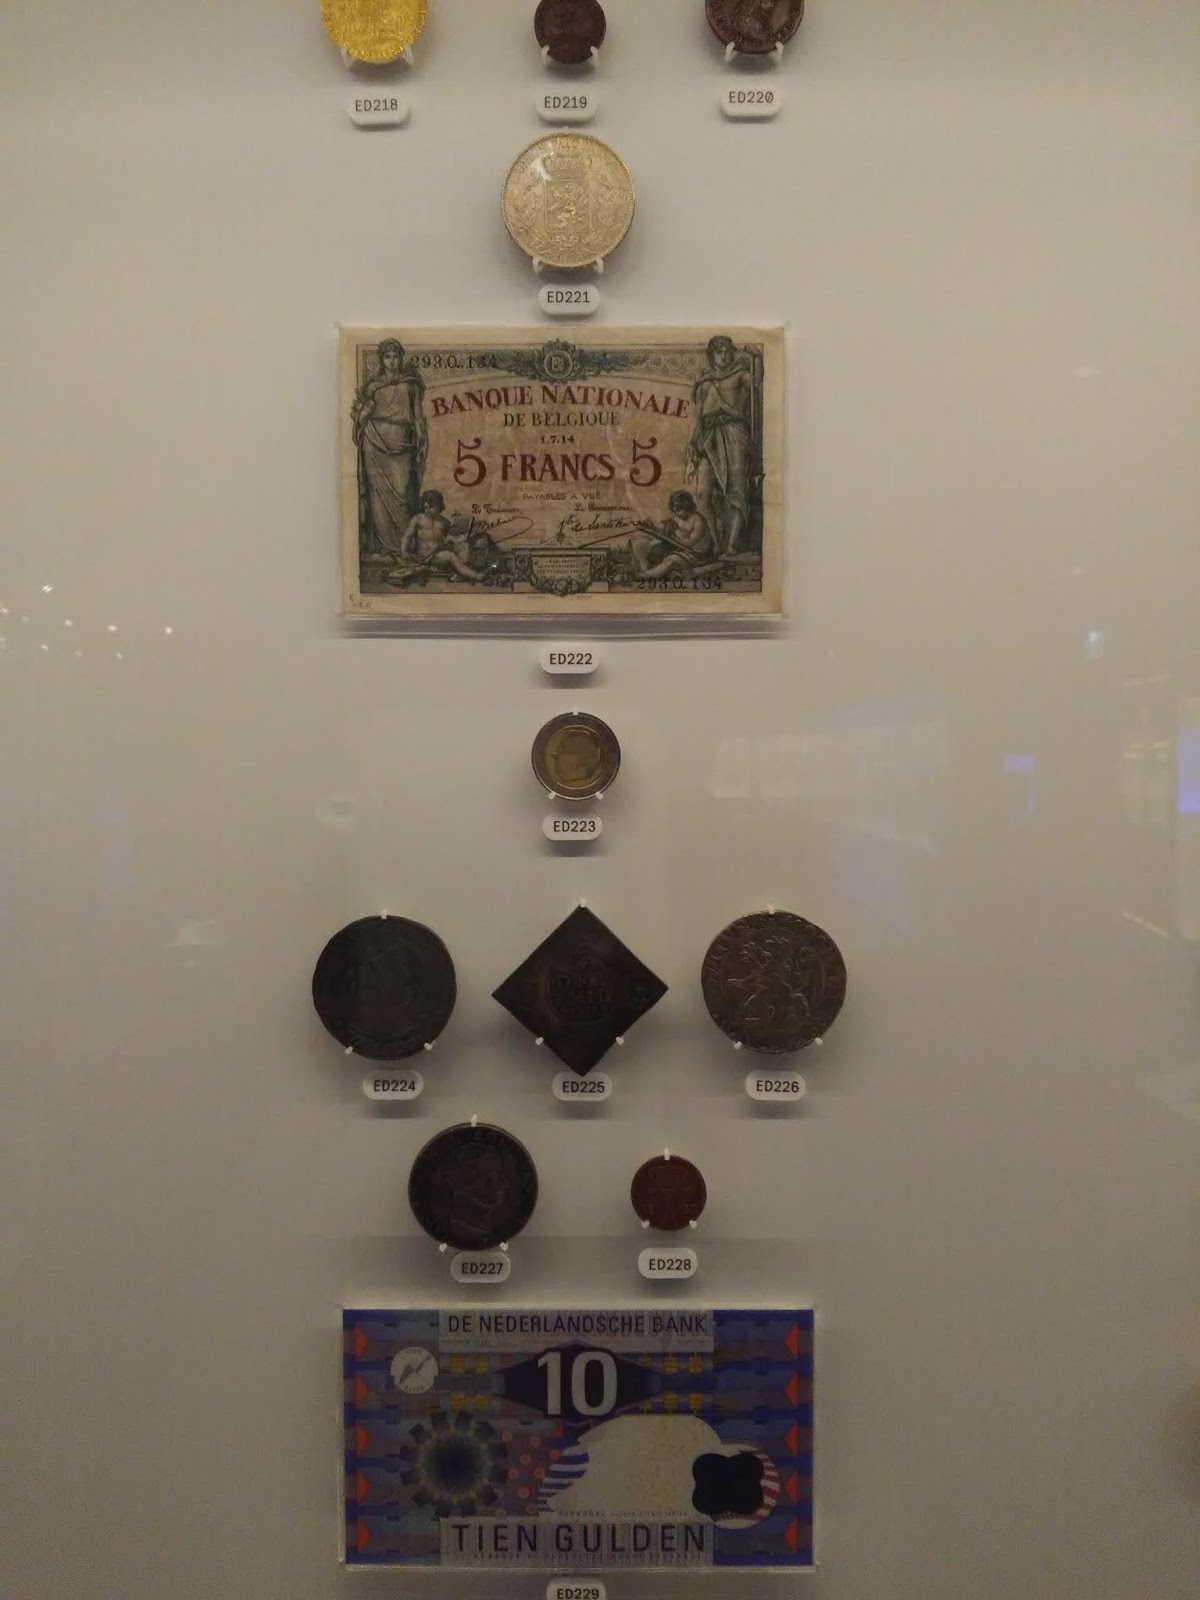 ED218
ED219
ED220
ED221
293.O.134
BANQUE NATIONALE
DE BELGIQUE
1.7.14
5 FRANCS 5
PAYABLES A VUE
293.O.134
ED222
ED223
ED224
ED225
ED226
ED227
ED228
DE NEDERLANDSCHE BANK
10
TIEN GULDEN
ED229